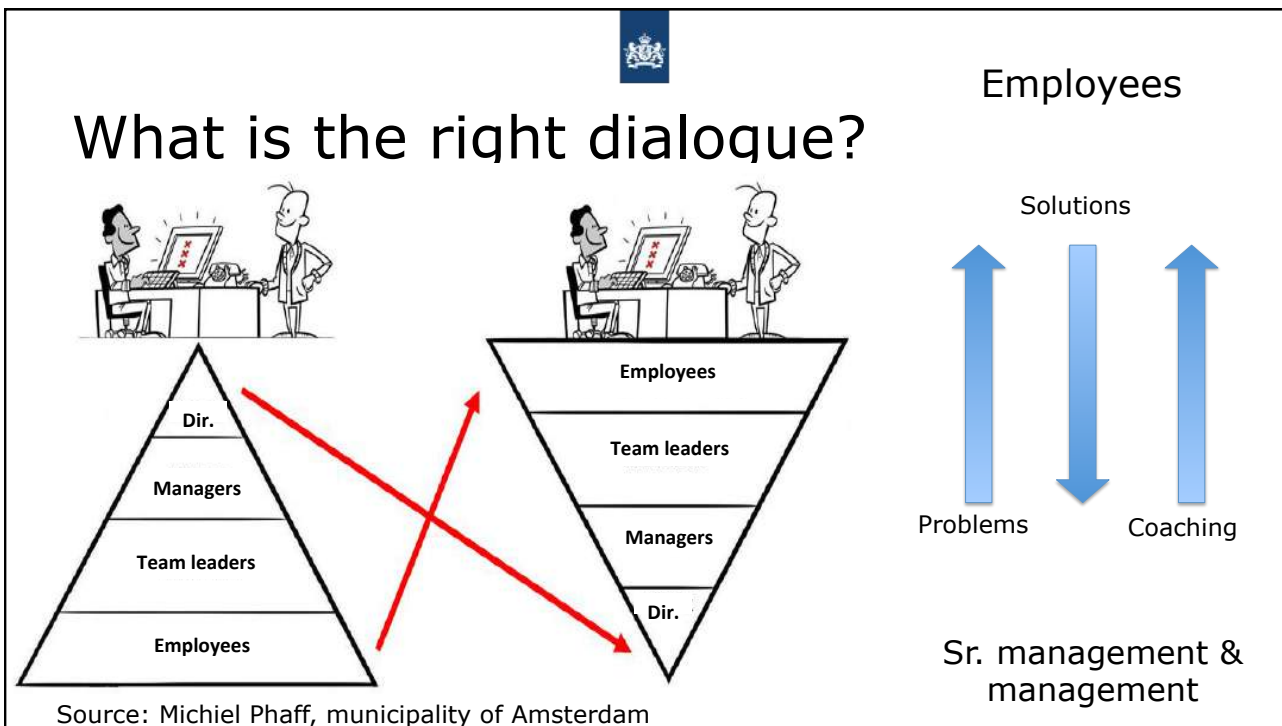 What is the right dialogue?
Dir.
Managers
Team leaders
Employees
Employees
Team leaders
Managers
Dir.
Source: Michiel Phaff, municipality of Amsterdam
Employees
Solutions
Problems
Coaching
Sr. management &
management